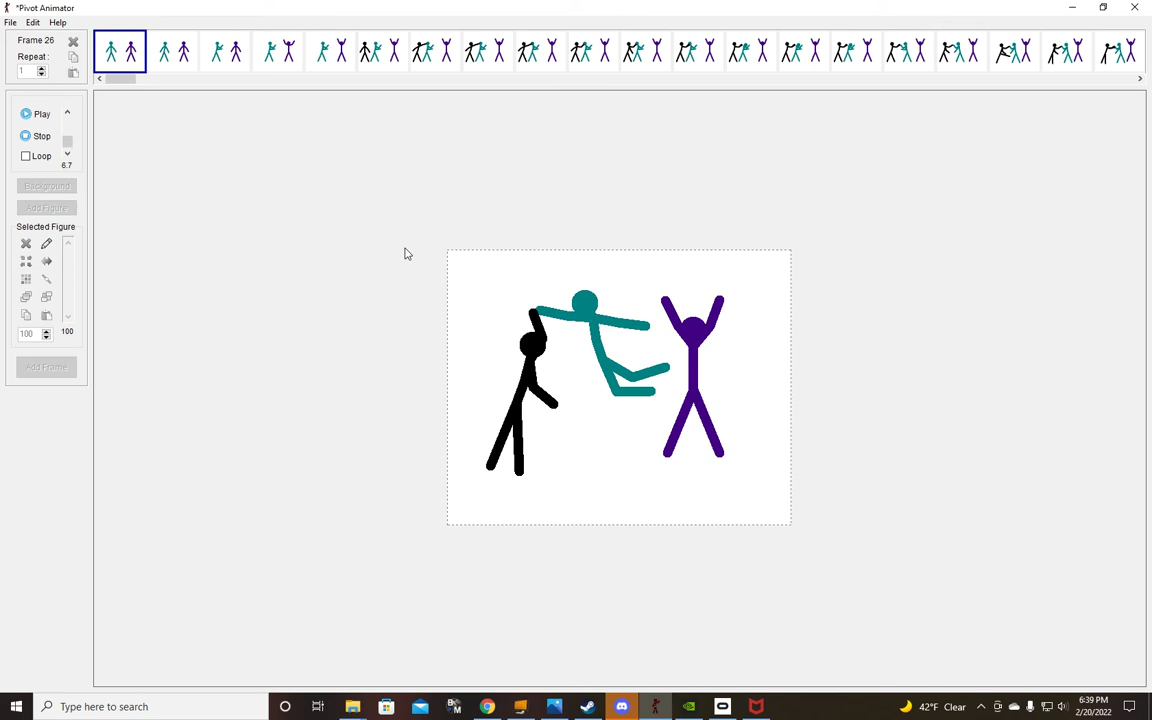 *Pivot Animator
File Edit Help
Frame 26
Repeat :
1
Play
Stop
Loop
6.7
Background
Add Figure
Selected Figure
100
100
Add Frame
Type here to search
42°F Clear
6:39 PM
2/20/2022